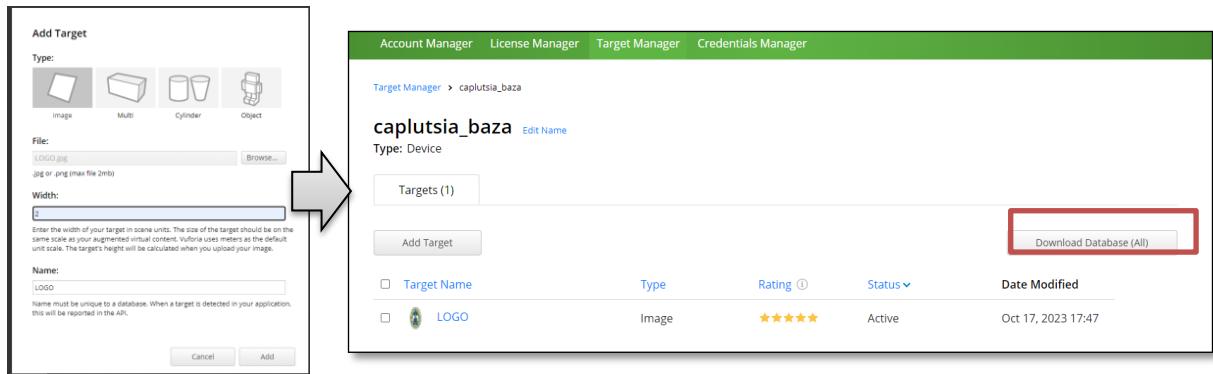 Add Target
Type:
Image Multi Cylinder Object
File:
LOGO.jpg Browse...
.jpg or .png (max file 2mb)
Width:
2
Enter the width of your target in scene units. The size of the target should be on the
same scale as your augmented virtual content. Vuforia uses meters as the default
unit scale. The target's height will be calculated when you upload your image.
Name:
LOGO
Name must be unique to a database. When a target is detected in your application,
this will be reported in the API.
Cancel Add
Account Manager License Manager Target Manager Credentials Manager
Target Manager > caplutsia_baza
caplutsia_baza Edit Name
Type: Device
Targets (1)
Add Target Download Database (All)
Target Name Type Rating Status Date Modified
LOGO Image Active Oct 17, 2023 17:47